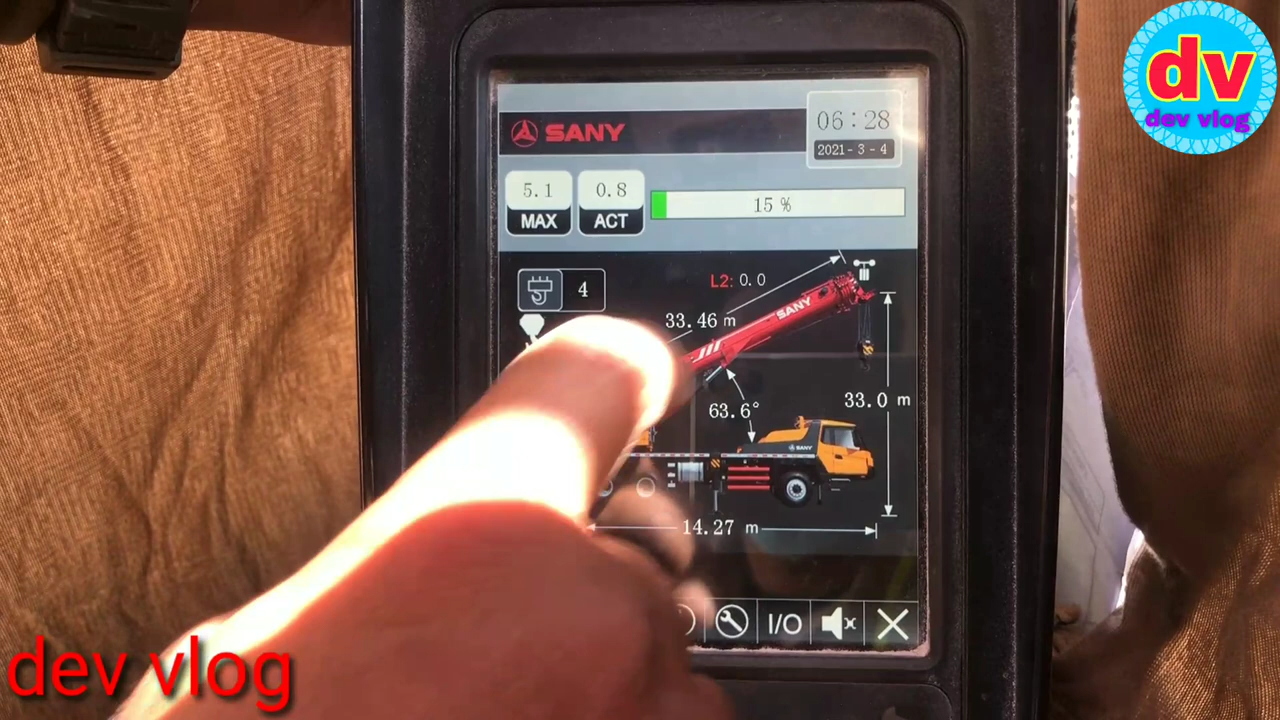 dv
dev vlog
SANY
06:28
2021-3-4
5.1
MAX
0.8
ACT
15 %
4
L2: 0.0
33.46 m
SANY
63.6°
33.0 m
SANY
14.27 m
I/O
dev vlog